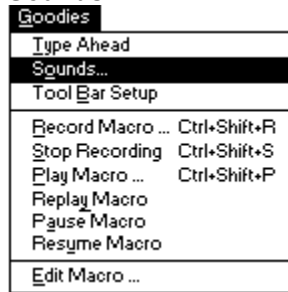 Goodies
Type Ahead
Sounds...
Tool Bar Setup
Record Macro ... Ctrl+Shift+R
Stop Recording Ctrl+Shift+S
Play Macro ... Ctrl+Shift+P
Replay Macro
Pause Macro
Resume Macro
Edit Macro ...